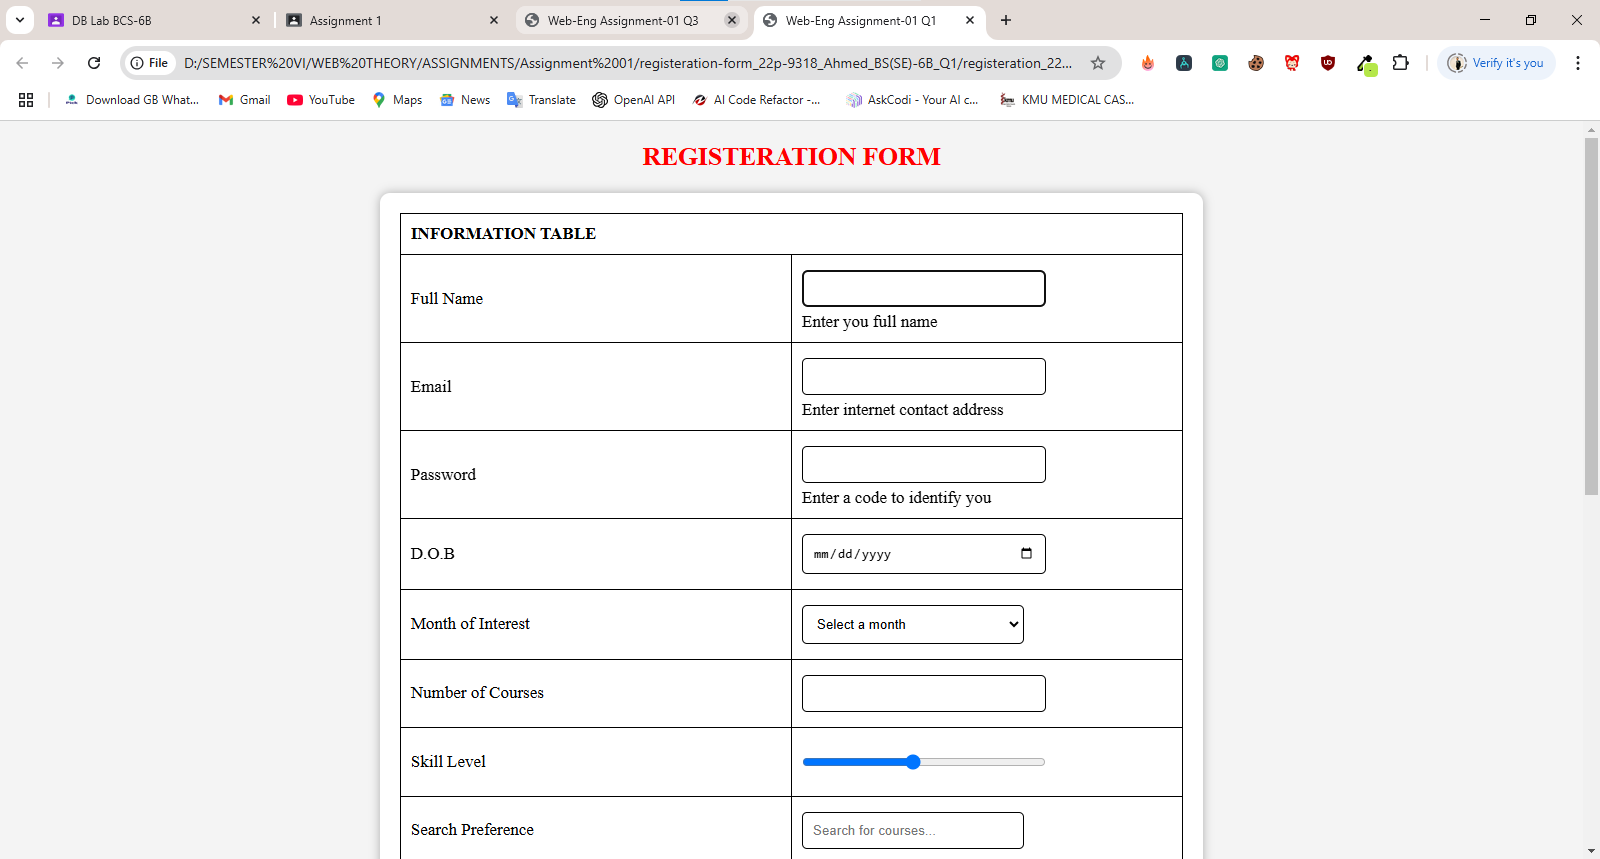 DB Lab BCS-6B
Assignment 1
Web-Eng Assignment-01 Q3
Web-Eng Assignment-01 Q1
File
D:/SEMESTER%20VI/WEB%20THEORY/ASSIGNMENTS/Assignment%2001/registeration-form_22p-9318_Ahmed_BS(SE)-6B_Q1/registeration_22...
Verify it's you
Download GB What...
Gmail
YouTube
Maps
News
Translate
OpenAI API
AI Code Refactor -...
AskCodi - Your AI c...
KMU MEDICAL CAS...
REGISTERATION FORM
INFORMATION TABLE
Full Name
Enter you full name
Email
Enter internet contact address
Password
Enter a code to identify you
D.O.B
mm/dd/yyyy
Month of Interest
Select a month
Number of Courses
Skill Level
Search Preference
Search for courses...